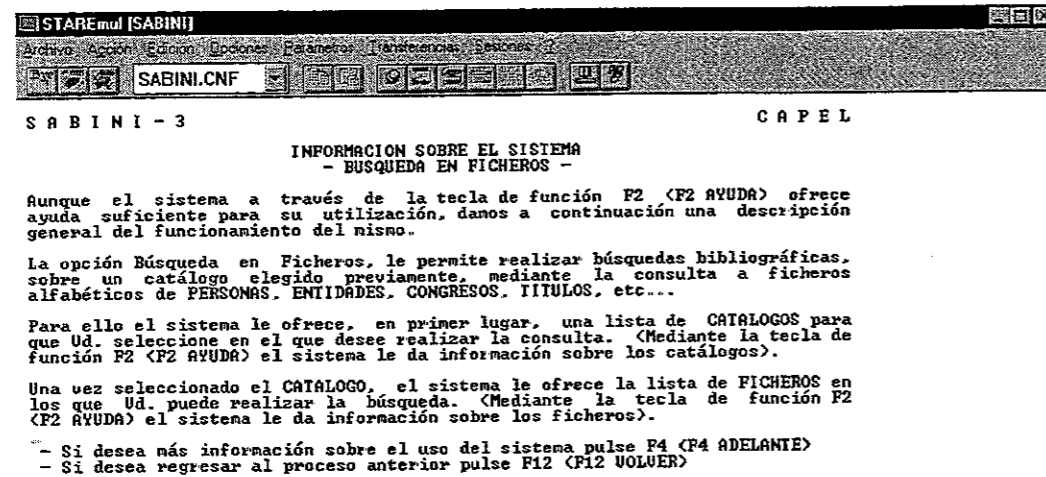 STAREmul [SABINI]
Archivo Acción Edición Opciones Parámetros Transferencias Sesiones ?
SABINI.CNF
S A B I N I - 3 C A P E L
INFORMACION SOBRE EL SISTEMA
- BUSQUEDA EN FICHEROS -
Aunque el sistema a través de la tecla de función F2 <F2 AYUDA> ofrece
ayuda suficiente para su utilización, damos a continuación una descripción
general del funcionamiento del mismo.
La opción Búsqueda en Ficheros, le permite realizar búsquedas bibliográficas,
sobre un catálogo elegido previamente, mediante la consulta a ficheros
alfabéticos de PERSONAS, ENTIDADES, CONGRESOS, TITULOS, etc...
Para ello el sistema le ofrece, en primer lugar, una lista de CATALOGOS para
que Ud. seleccione en el que desee realizar la consulta. <Mediante la tecla de
función F2 <F2 AYUDA> el sistema le da información sobre los catálogos>.
Una vez seleccionado el CATALOGO, el sistema le ofrece la lista de FICHEROS en
los que Ud. puede realizar la búsqueda. <Mediante la tecla de función F2
<F2 AYUDA> el sistema le da información sobre los ficheros>.
- Si desea más información sobre el uso del sistema pulse F4 <F4 ADELANTE>
- Si desea regresar al proceso anterior pulse F12 <F12 VOLVER>